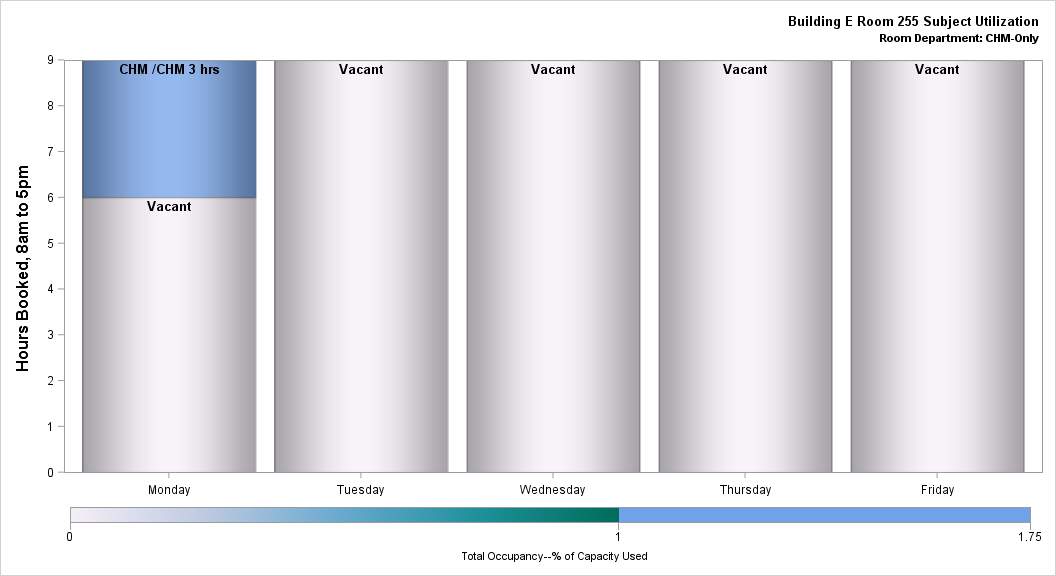 Building E Room 255 Subject Utilization
Room Department: CHM-Only
Hours Booked, 8am to 5pm
9
8
7
6
5
4
3
2
1
0
CHM /CHM 3 hrs
Vacant
Vacant
Vacant
Vacant
Vacant
Monday
Tuesday
Wednesday
Thursday
Friday
0
1
1.75
Total Occupancy--% of Capacity Used